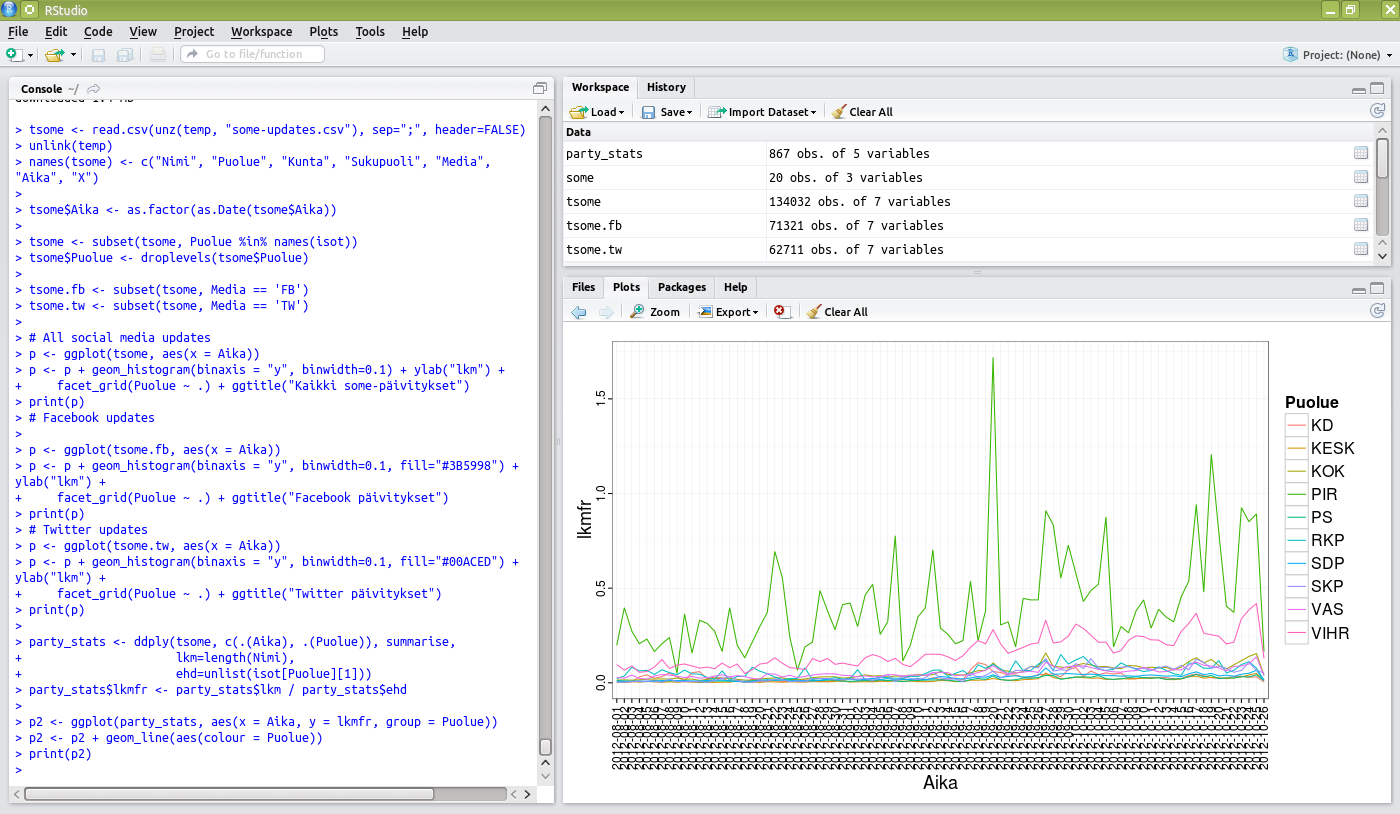 RStudio
File Edit Code View Project Workspace Plots Tools Help
Go to file/function
Project: (None)
Console ~/
> tsome <- read.csv(unz(temp, "some-updates.csv"), sep=";", header=FALSE)
> unlink(temp)
> names(tsome) <- c("Nimi", "Puolue", "Kunta", "Sukupuoli", "Media",
"Aika", "X")
>
> tsome$Aika <- as.factor(as.Date(tsome$Aika))
>
> tsome <- subset(tsome, Puolue %in% names(isot))
> tsome$Puolue <- droplevels(tsome$Puolue)
>
> tsome.fb <- subset(tsome, Media == 'FB')
> tsome.tw <- subset(tsome, Media == 'TW')
>
> # All social media updates
> p <- ggplot(tsome, aes(x = Aika))
> p <- p + geom_histogram(binaxis = "y", binwidth=0.1) + ylab("lkm") +
+     facet_grid(Puolue ~ .) + ggtitle("Kaikki some-päivitykset")
> print(p)
> # Facebook updates
>
> p <- ggplot(tsome.fb, aes(x = Aika))
> p <- p + geom_histogram(binaxis = "y", binwidth=0.1, fill="#3B5998") +
ylab("lkm") +
+     facet_grid(Puolue ~ .) + ggtitle("Facebook päivitykset")
> print(p)
> # Twitter updates
> p <- ggplot(tsome.tw, aes(x = Aika))
> p <- p + geom_histogram(binaxis = "y", binwidth=0.1, fill="#00ACED") +
ylab("lkm") +
+     facet_grid(Puolue ~ .) + ggtitle("Twitter päivitykset")
> print(p)
>
> party_stats <- ddply(tsome, c(.(Aika), .(Puolue)), summarise,
+                     lkm=length(Nimi),
+                     ehd=unlist(isot[Puolue][1]))
> party_stats$lkmfr <- party_stats$lkm / party_stats$ehd
>
> p2 <- ggplot(party_stats, aes(x = Aika, y = lkmfr, group = Puolue))
> p2 <- p2 + geom_line(aes(colour = Puolue))
> print(p2)
>
Workspace History
Load Save Import Dataset Clear All
Data
party_stats 867 obs. of 5 variables
some 20 obs. of 3 variables
tsome 134032 obs. of 7 variables
tsome.fb 71321 obs. of 7 variables
tsome.tw 62711 obs. of 7 variables
Files Plots Packages Help
Zoom Export Clear All
1.5
1.0
0.5
0.0
lkmfr
Aika
Puolue
KD
KESK
KOK
PIR
PS
RKP
SDP
SKP
VAS
VIHR